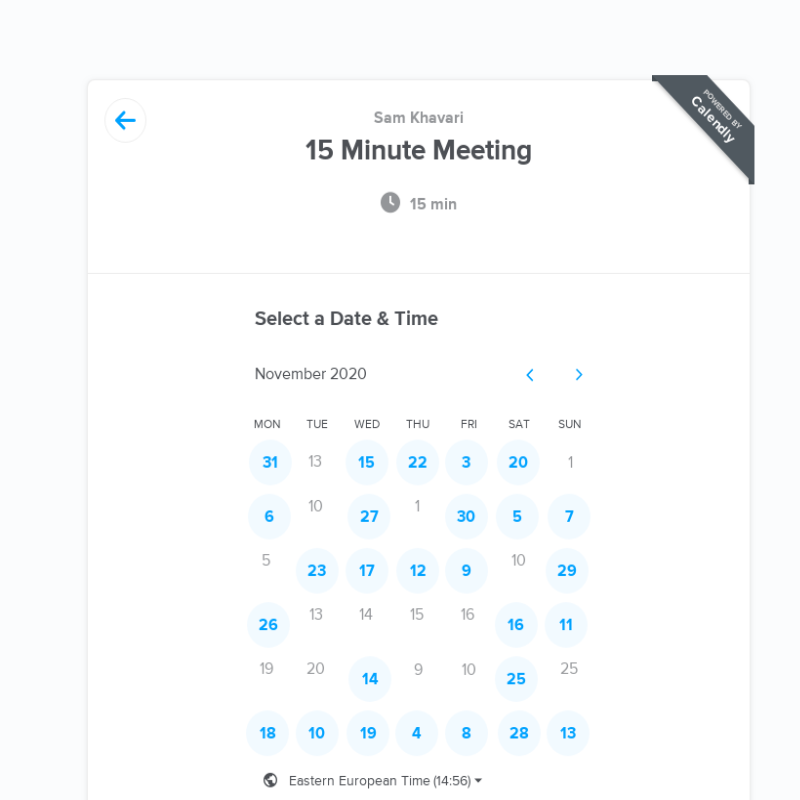 POWERED BY
Calendly
Sam Khavari
15 Minute Meeting
15 min
Select a Date & Time
November 2020
MON TUE WED THU FRI SAT SUN
31 13 15 22 3 20 1
6 10 27 1 30 5 7
5 23 17 12 9 10 29
26 13 14 15 16 16 11
19 20 14 9 10 25 25
18 10 19 4 8 28 13
Eastern European Time (14:56)